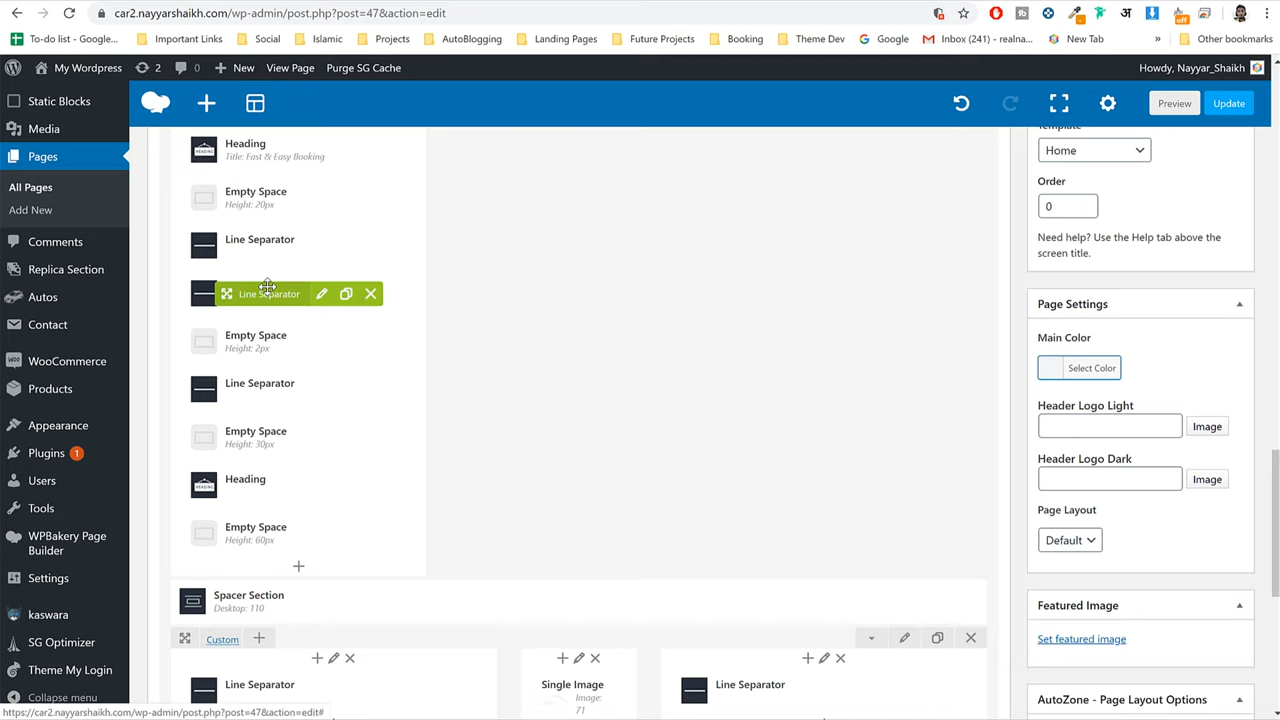 car2.nayyarshaikh.com/wp-admin/post.php?post=47&action=edit
To-do list - Google...
Important Links
Social
Islamic
Projects
AutoBlogging
Landing Pages
Future Projects
Booking
Theme Dev
Google
Inbox (241) - realna...
New Tab
»
Other bookmarks
My Wordpress
2
0
+ New
View Page
Purge SG Cache
Howdy, Nayyar_Shaikh
Preview
Update
Static Blocks
Media
Pages
All Pages
Add New
Comments
Replica Section
Autos
Contact
WooCommerce
Products
Appearance
Plugins 1
Users
Tools
WPBakery Page
Builder
Settings
kaswara
SG Optimizer
Theme My Login
Collapse menu
Heading
Title: Fast & Easy Booking
Empty Space
Height: 20px
Line Separator
Line Separator
Empty Space
Height: 2px
Line Separator
Empty Space
Height: 30px
Heading
Empty Space
Height: 60px
Spacer Section
Desktop: 110
Custom
Line Separator
Single Image
Image:
71
Line Separator
Template
Home
Order
0
Need help? Use the Help tab above the
screen title.
Page Settings
Main Color
Select Color
Header Logo Light
Image
Header Logo Dark
Image
Page Layout
Default
Featured Image
Set featured image
AutoZone - Page Layout Options
https://car2.nayyarshaikh.com/wp-admin/post.php?post=47&action=edit#